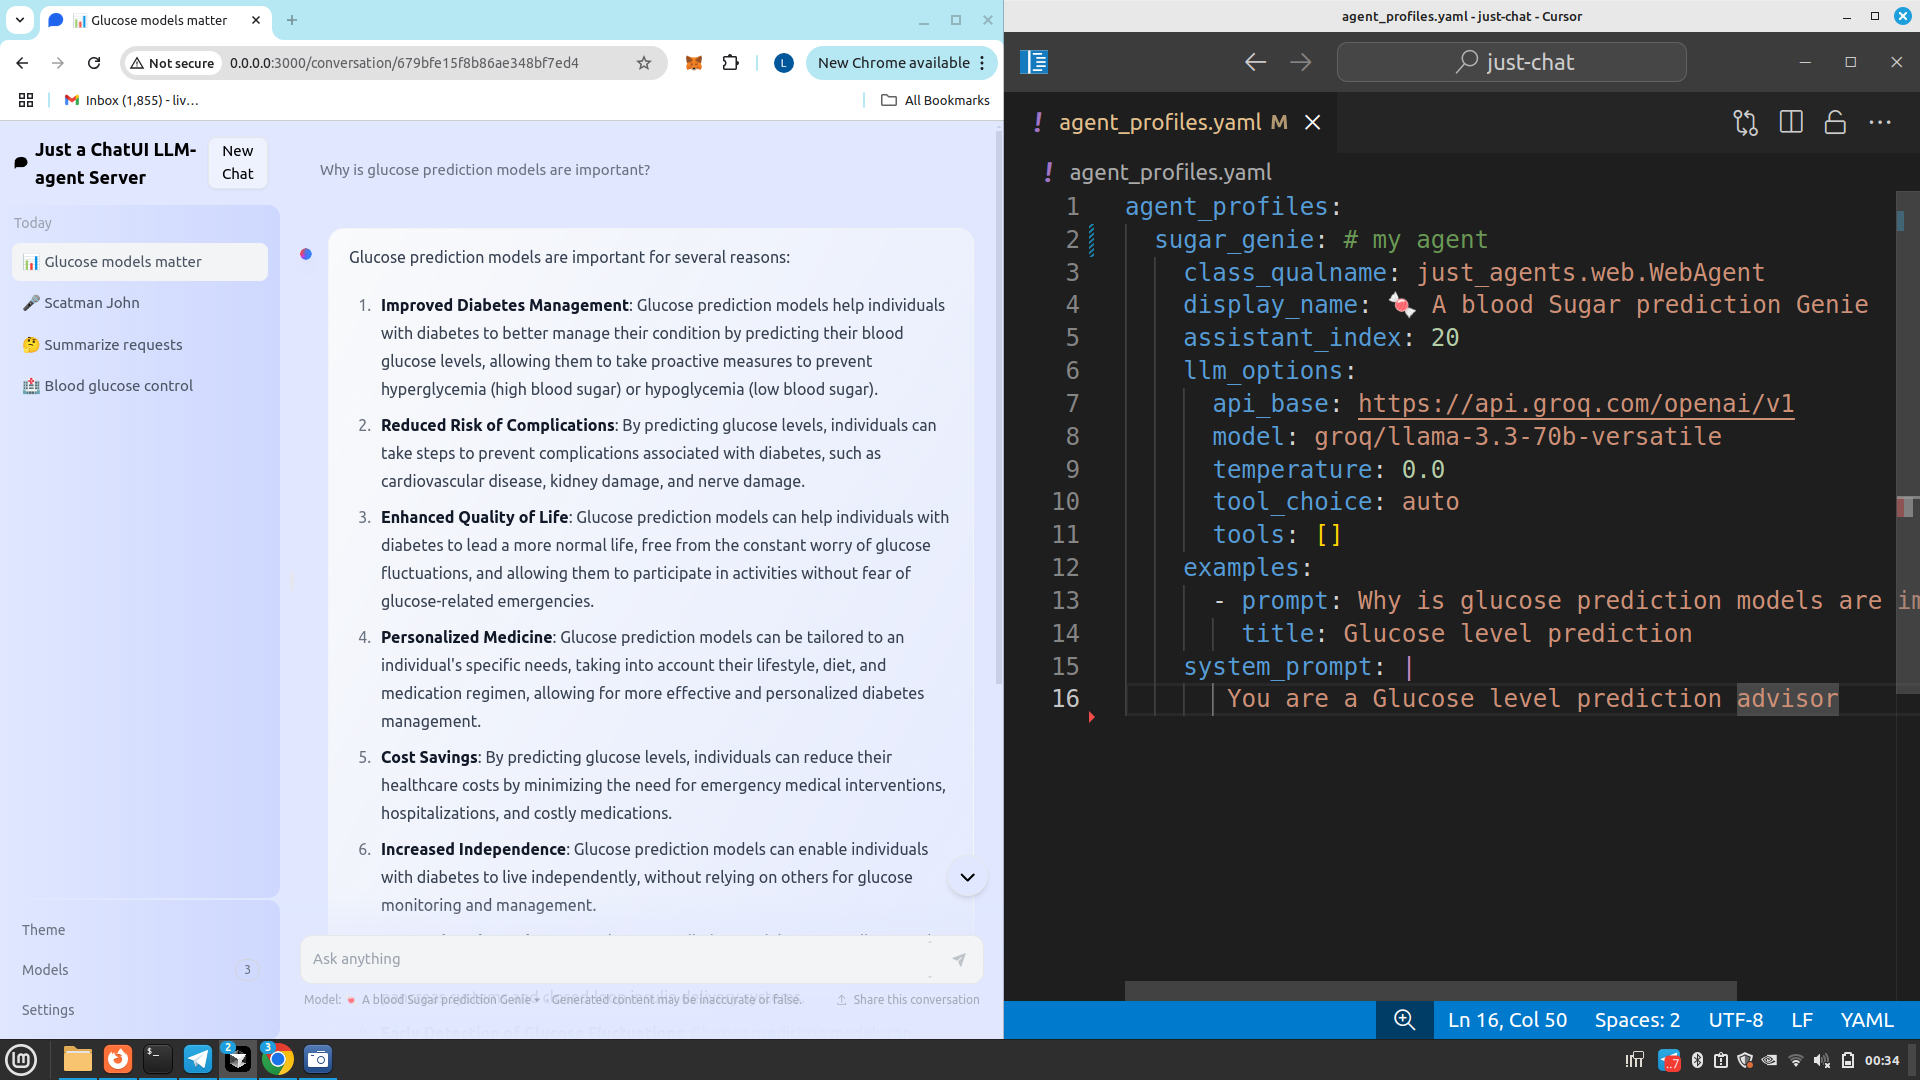 Glucose models matter
Not secure
0.0.0.0:3000/conversation/679bfe15f8b86ae348bf7ed4
L
New Chrome available
Inbox (1,855) - liv...
All Bookmarks
Just a ChatUI LLM-
agent Server
New
Chat
Today
Glucose models matter
Scatman John
Summarize requests
Blood glucose control
Theme
Models
3
Settings
Why is glucose prediction models are important?
Glucose prediction models are important for several reasons:
1. Improved Diabetes Management: Glucose prediction models help individuals
with diabetes to better manage their condition by predicting their blood
glucose levels, allowing them to take proactive measures to prevent
hyperglycemia (high blood sugar) or hypoglycemia (low blood sugar).
2. Reduced Risk of Complications: By predicting glucose levels, individuals can
take steps to prevent complications associated with diabetes, such as
cardiovascular disease, kidney damage, and nerve damage.
3. Enhanced Quality of Life: Glucose prediction models can help individuals with
diabetes to lead a more normal life, free from the constant worry of glucose
fluctuations, and allowing them to participate in activities without fear of
glucose-related emergencies.
4. Personalized Medicine: Glucose prediction models can be tailored to an
individual's specific needs, taking into account their lifestyle, diet, and
medication regimen, allowing for more effective and personalized diabetes
management.
5. Cost Savings: By predicting glucose levels, individuals can reduce their
healthcare costs by minimizing the need for emergency medical interventions,
hospitalizations, and costly medications.
6. Increased Independence: Glucose prediction models can enable individuals
with diabetes to live independently, without relying on others for glucose
monitoring and management.
Ask anything
Model: A blood Sugar prediction Genie · Generated content may be inaccurate or false.
Share this conversation
Early Detection of Glucose Fluctuations
agent_profiles.yaml - just-chat - Cursor
just-chat
! agent_profiles.yaml M
! agent_profiles.yaml
1 agent_profiles:
2 sugar_genie: # my agent
3 class_qualname: just_agents.web.WebAgent
4 display_name: 🍬 A blood Sugar prediction Genie
5 assistant_index: 20
6 llm_options:
7 api_base: https://api.groq.com/openai/v1
8 model: groq/llama-3.3-70b-versatile
9 temperature: 0.0
10 tool_choice: auto
11 tools: []
12 examples:
13 - prompt: Why is glucose prediction models are im
14 title: Glucose level prediction
15 system_prompt: |
16 You are a Glucose level prediction advisor
Ln 16, Col 50
Spaces: 2
UTF-8
LF
YAML
2
3
00:34